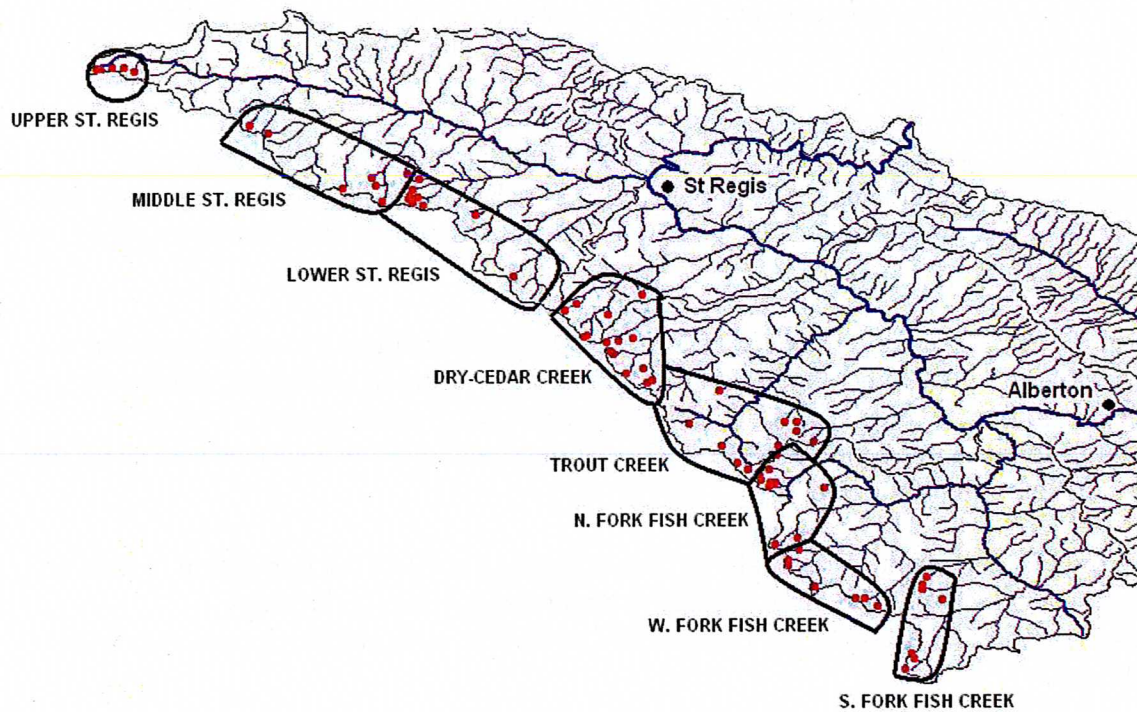 UPPER ST. REGIS
MIDDLE ST. REGIS
St Regis
LOWER ST. REGIS
DRY-CEDAR CREEK
Alberton
TROUT CREEK
N. FORK FISH CREEK
W. FORK FISH CREEK
S. FORK FISH CREEK